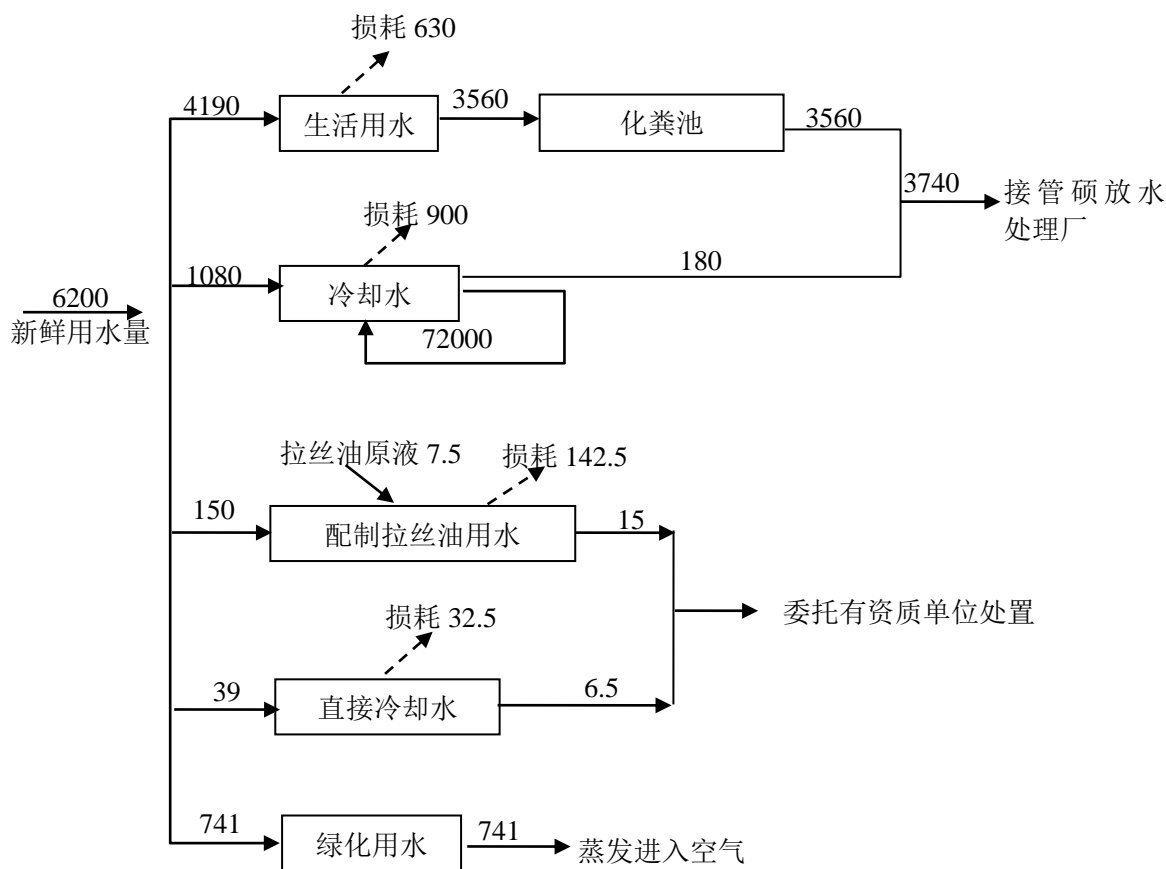 损耗 630
4190
生活用水
3560
化粪池
3560
3740
接管硕放水
处理厂
损耗 900
1080
冷却水
180
72000
6200
新鲜用水量
拉丝油原液 7.5
损耗 142.5
150
配制拉丝油用水
15
委托有资质单位处置
损耗 32.5
39
直接冷却水
6.5
741
绿化用水
741
蒸发进入空气